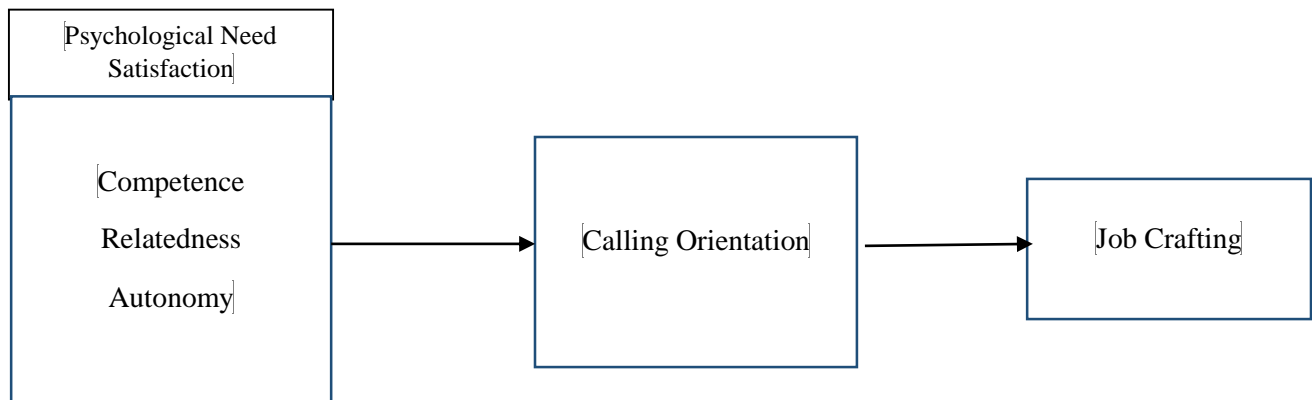 Psychological Need
Satisfaction
Competence
Relatedness
Autonomy
Calling Orientation
Job Crafting